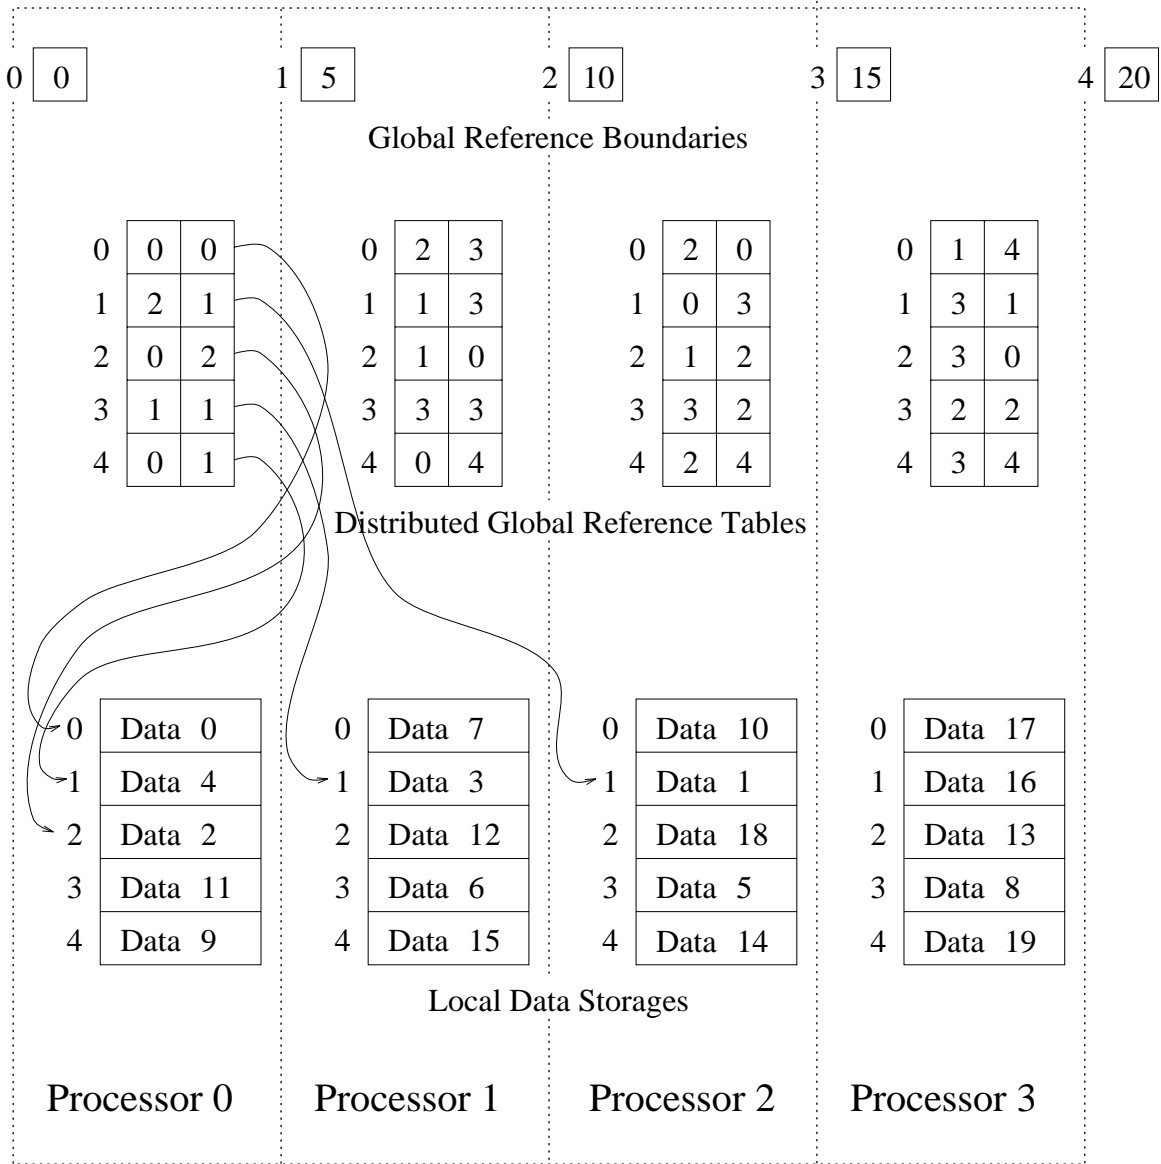 0 0 1 5 2 10 3 15 4 20
Global Reference Boundaries
0 0 0 0 2 3 0 2 0 0 1 4
1 2 1 1 1 3 1 0 3 1 3 1
2 0 2 2 1 0 2 1 2 2 3 0
3 1 1 3 3 3 3 3 2 3 2 2
4 0 1 4 0 4 4 2 4 4 3 4
Distributed Global Reference Tables
0 Data 0 0 Data 7 0 Data 10 0 Data 17
1 Data 4 1 Data 3 1 Data 1 1 Data 16
2 Data 2 2 Data 12 2 Data 18 2 Data 13
3 Data 11 3 Data 6 3 Data 5 3 Data 8
4 Data 9 4 Data 15 4 Data 14 4 Data 19
Local Data Storages
Processor 0 Processor 1 Processor 2 Processor 3